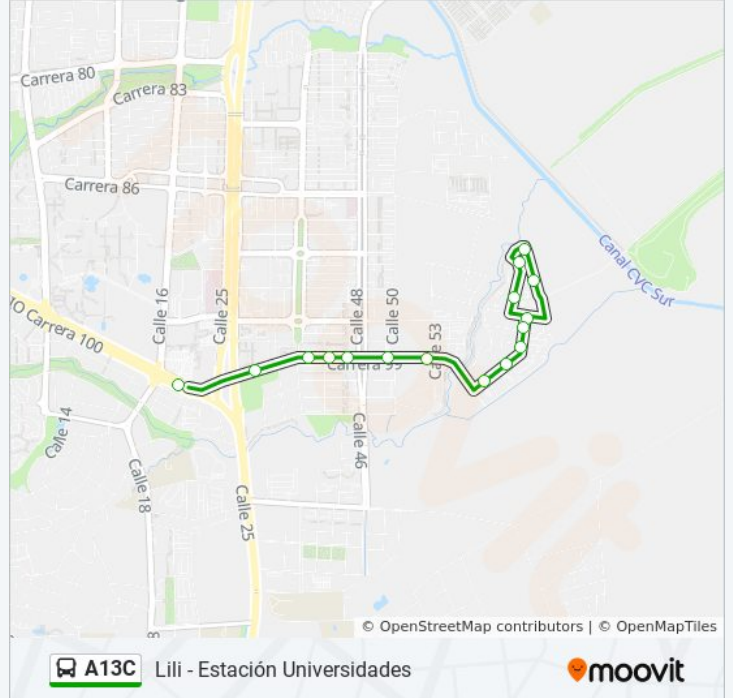 Carrera 80
Carrera 83
Carrera 86
Canal CVC Sur
IO Carrera 100
Calle 16
Calle 25
Calle 48
Calle 50
Calle 53
Carrera 99
Calle 14
Calle 46
Calle 18
Calle 25
8
© OpenStreetMap contributors | © OpenMapTiles
A13C Lili - Estación Universidades moovit